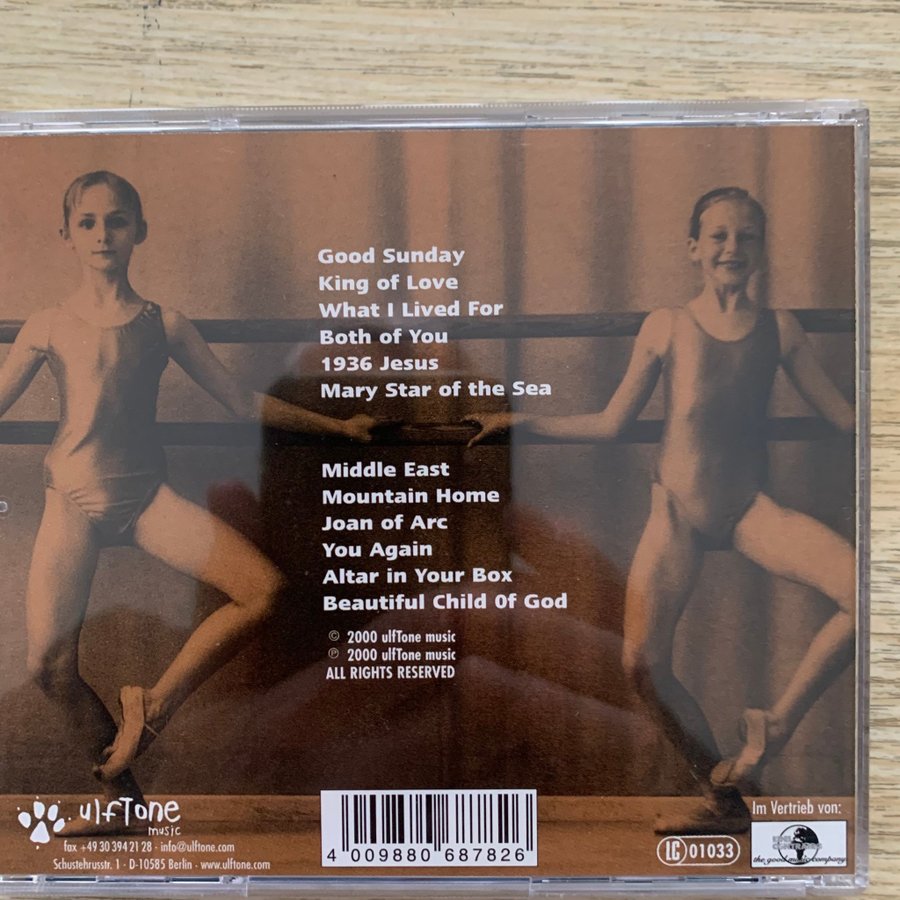 Good Sunday
King of Love
What I Lived For
Both of You
1936 Jesus
Mary Star of the Sea
Middle East
Mountain Home
Joan of Arc
You Again
Altar in Your Box
Beautiful Child 0f God
© 2000 ulfTone music
℗ 2000 ulfTone music
ALL RIGHTS RESERVED
ulfTone
music
fax +49 30 394 21 28 · info@ulftone.com
Schustehrusstr. 1 - D-10585 Berlin - www.ulftone.com
4 009880 687826
LC 01033
Im Vertrieb von:
the good music company